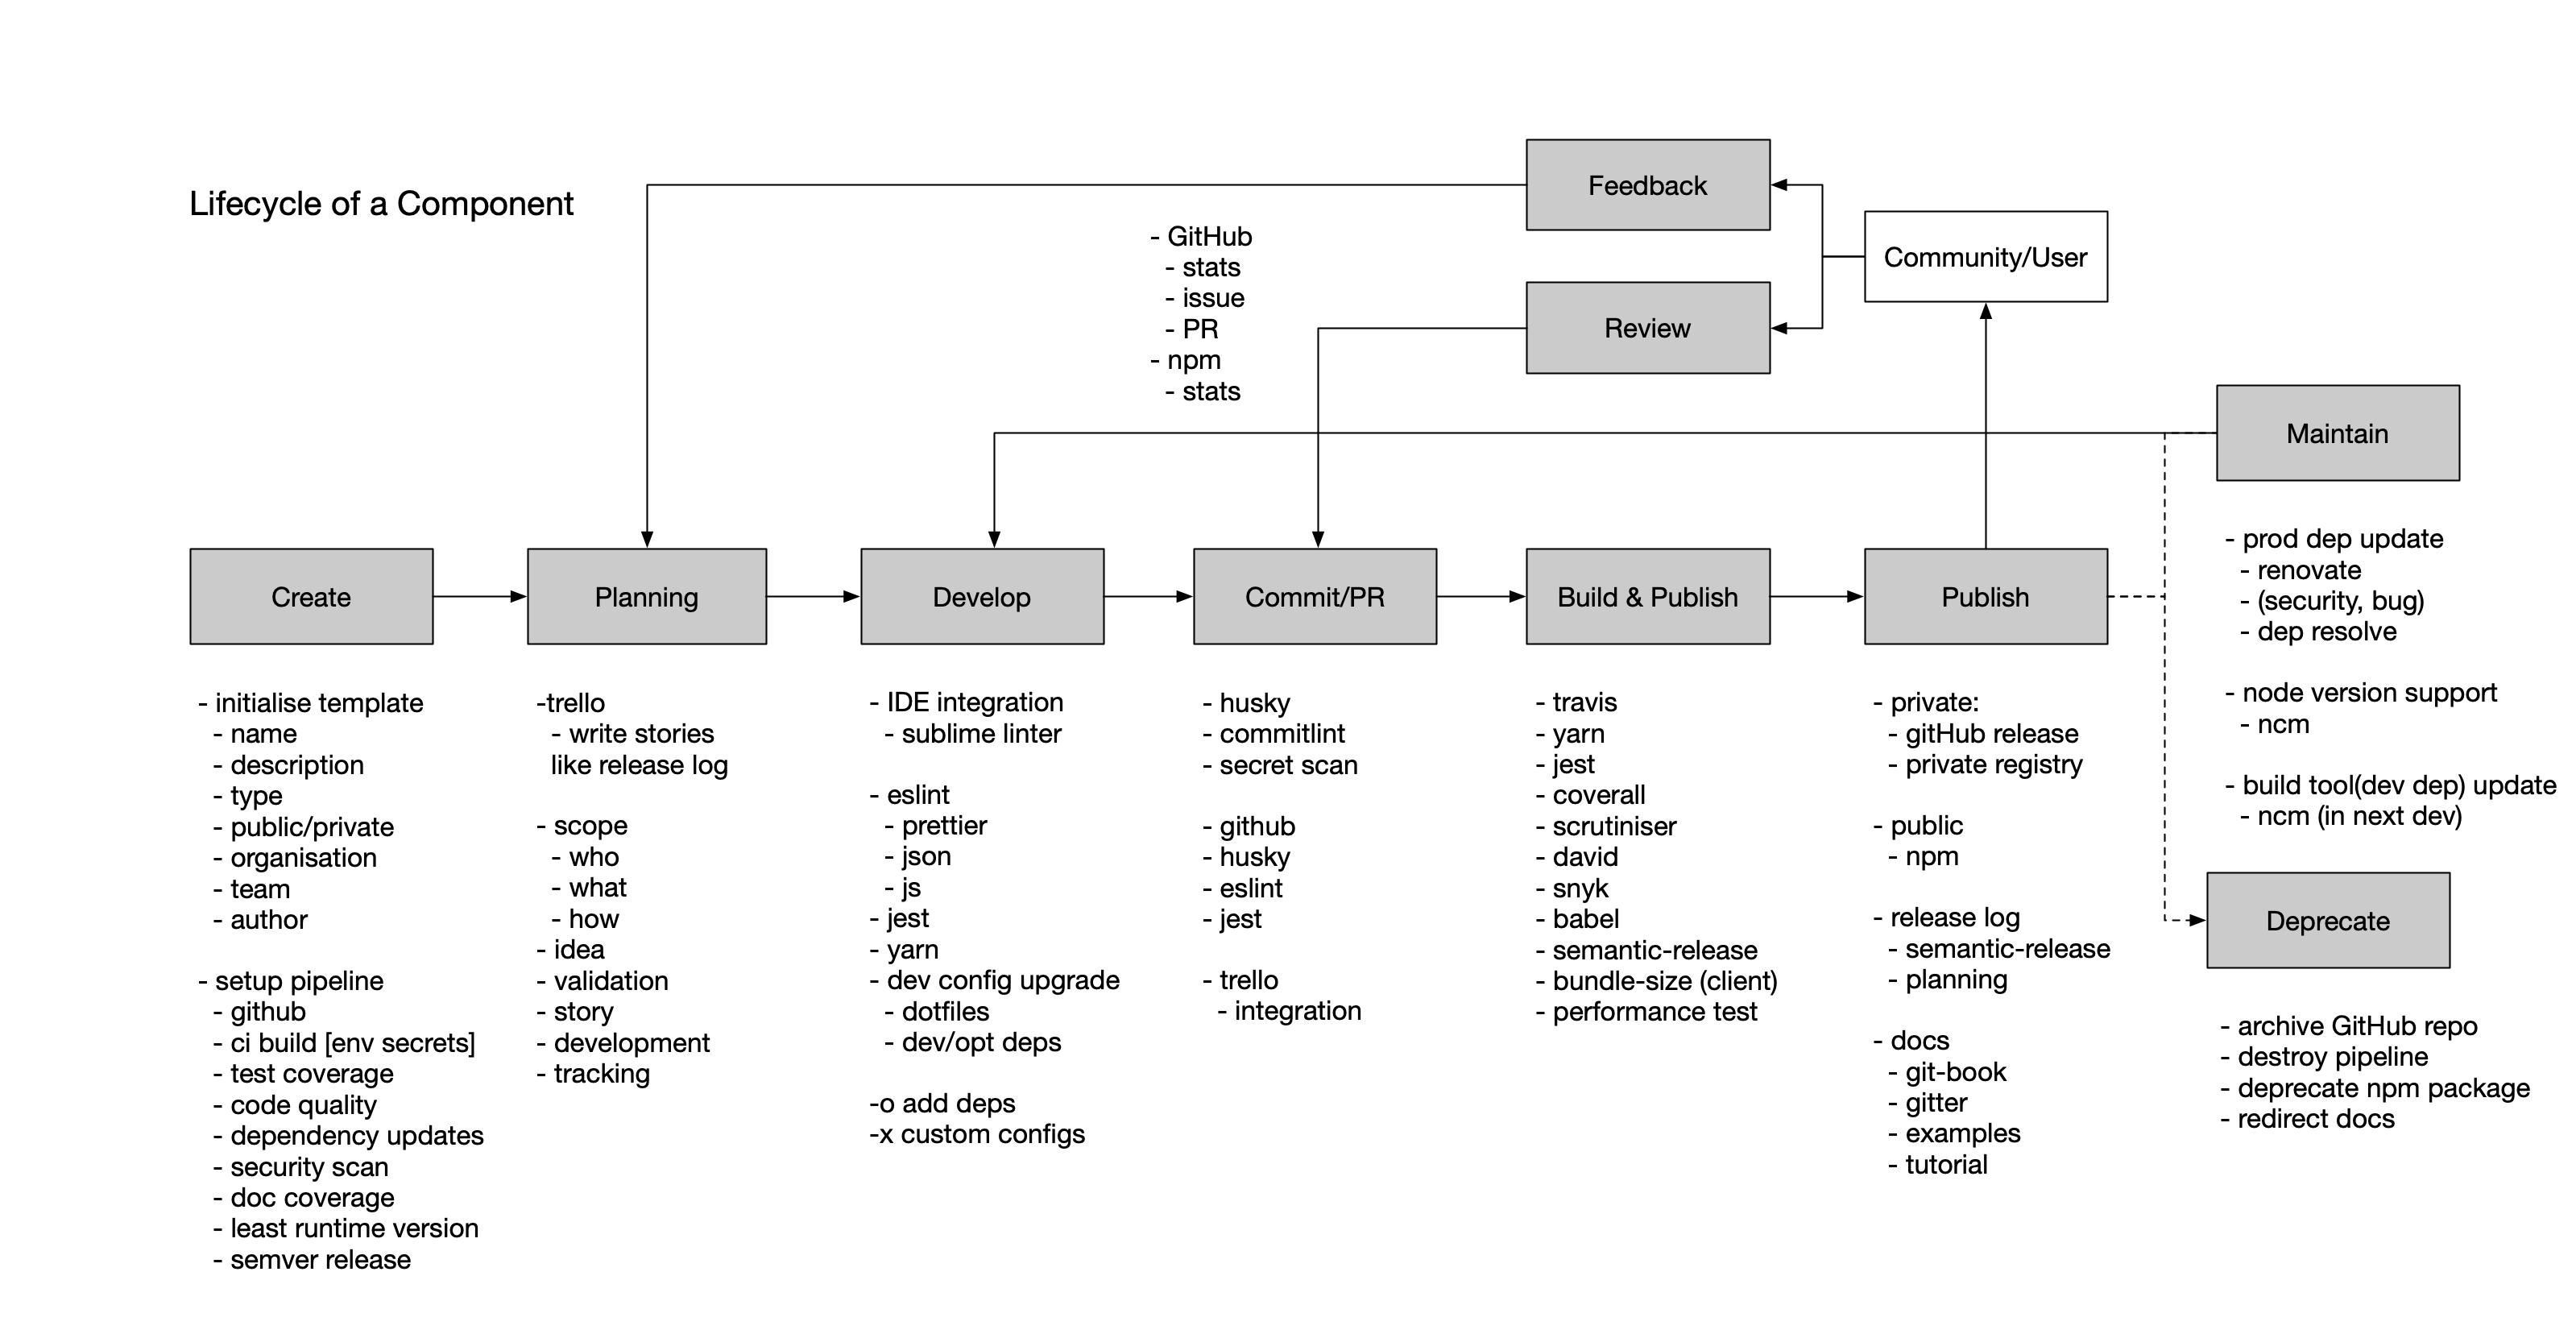 Lifecycle of a Component
Feedback
Community/User
Review
- GitHub
- stats
- issue
- PR
- npm
- stats
Maintain
- prod dep update
- renovate
- (security, bug)
- dep resolve
- node version support
- ncm
- build tool(dev dep) update
- ncm (in next dev)
Create
- initialise template
- name
- description
- type
- public/private
- organisation
- team
- author
- setup pipeline
- github
- ci build [env secrets]
- test coverage
- code quality
- dependency updates
- security scan
- doc coverage
- least runtime version
- semver release
Planning
-trello
- write stories
like release log
- scope
- who
- what
- how
- idea
- validation
- story
- development
- tracking
Develop
- IDE integration
- sublime linter
- eslint
- prettier
- json
- js
- jest
- yarn
- dev config upgrade
- dotfiles
- dev/opt deps
-o add deps
-x custom configs
Commit/PR
- husky
- commitlint
- secret scan
- github
- husky
- eslint
- jest
- trello
- integration
Build & Publish
- travis
- yarn
- jest
- coverall
- scrutiniser
- david
- snyk
- babel
- semantic-release
- bundle-size (client)
- performance test
Publish
- private:
- gitHub release
- private registry
- public
- npm
- release log
- semantic-release
- planning
- docs
- git-book
- gitter
- examples
- tutorial
Deprecate
- archive GitHub repo
- destroy pipeline
- deprecate npm package
- redirect docs